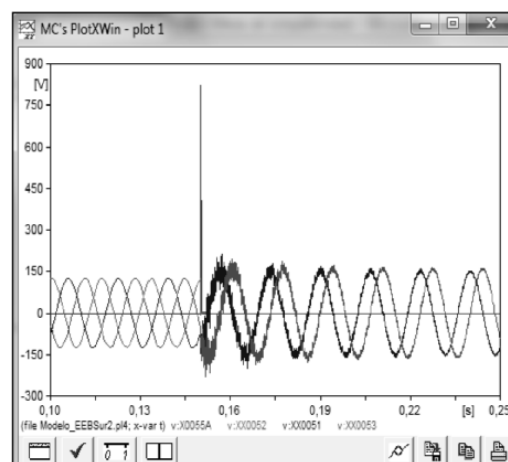 MC's PlotXWin - plot 1
900
[V]
750
600
450
300
150
0
-150
-300
0,10 0,13 0,16 0,19 0,22 [s] 0,25
(file Modelo_EEBSur2.pl4; x-var t) v:X0055A v:XX0052 v:XX0051 v:XX0053